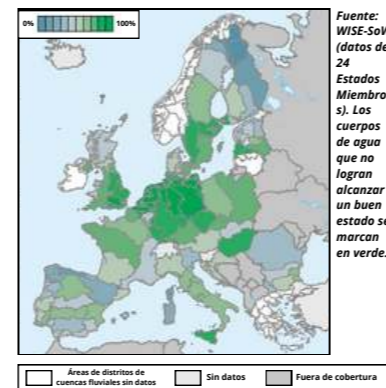 0%
100%
Fuente:
WISE-SoW
(datos de
24
Estados
Miembro
s). Los
cuerpos
de agua
que no
logran
alcanzar
un buen
estado se
marcan
en verde.
Áreas de distritos de
cuencas fluviales sin datos
Sin datos
Fuera de cobertura